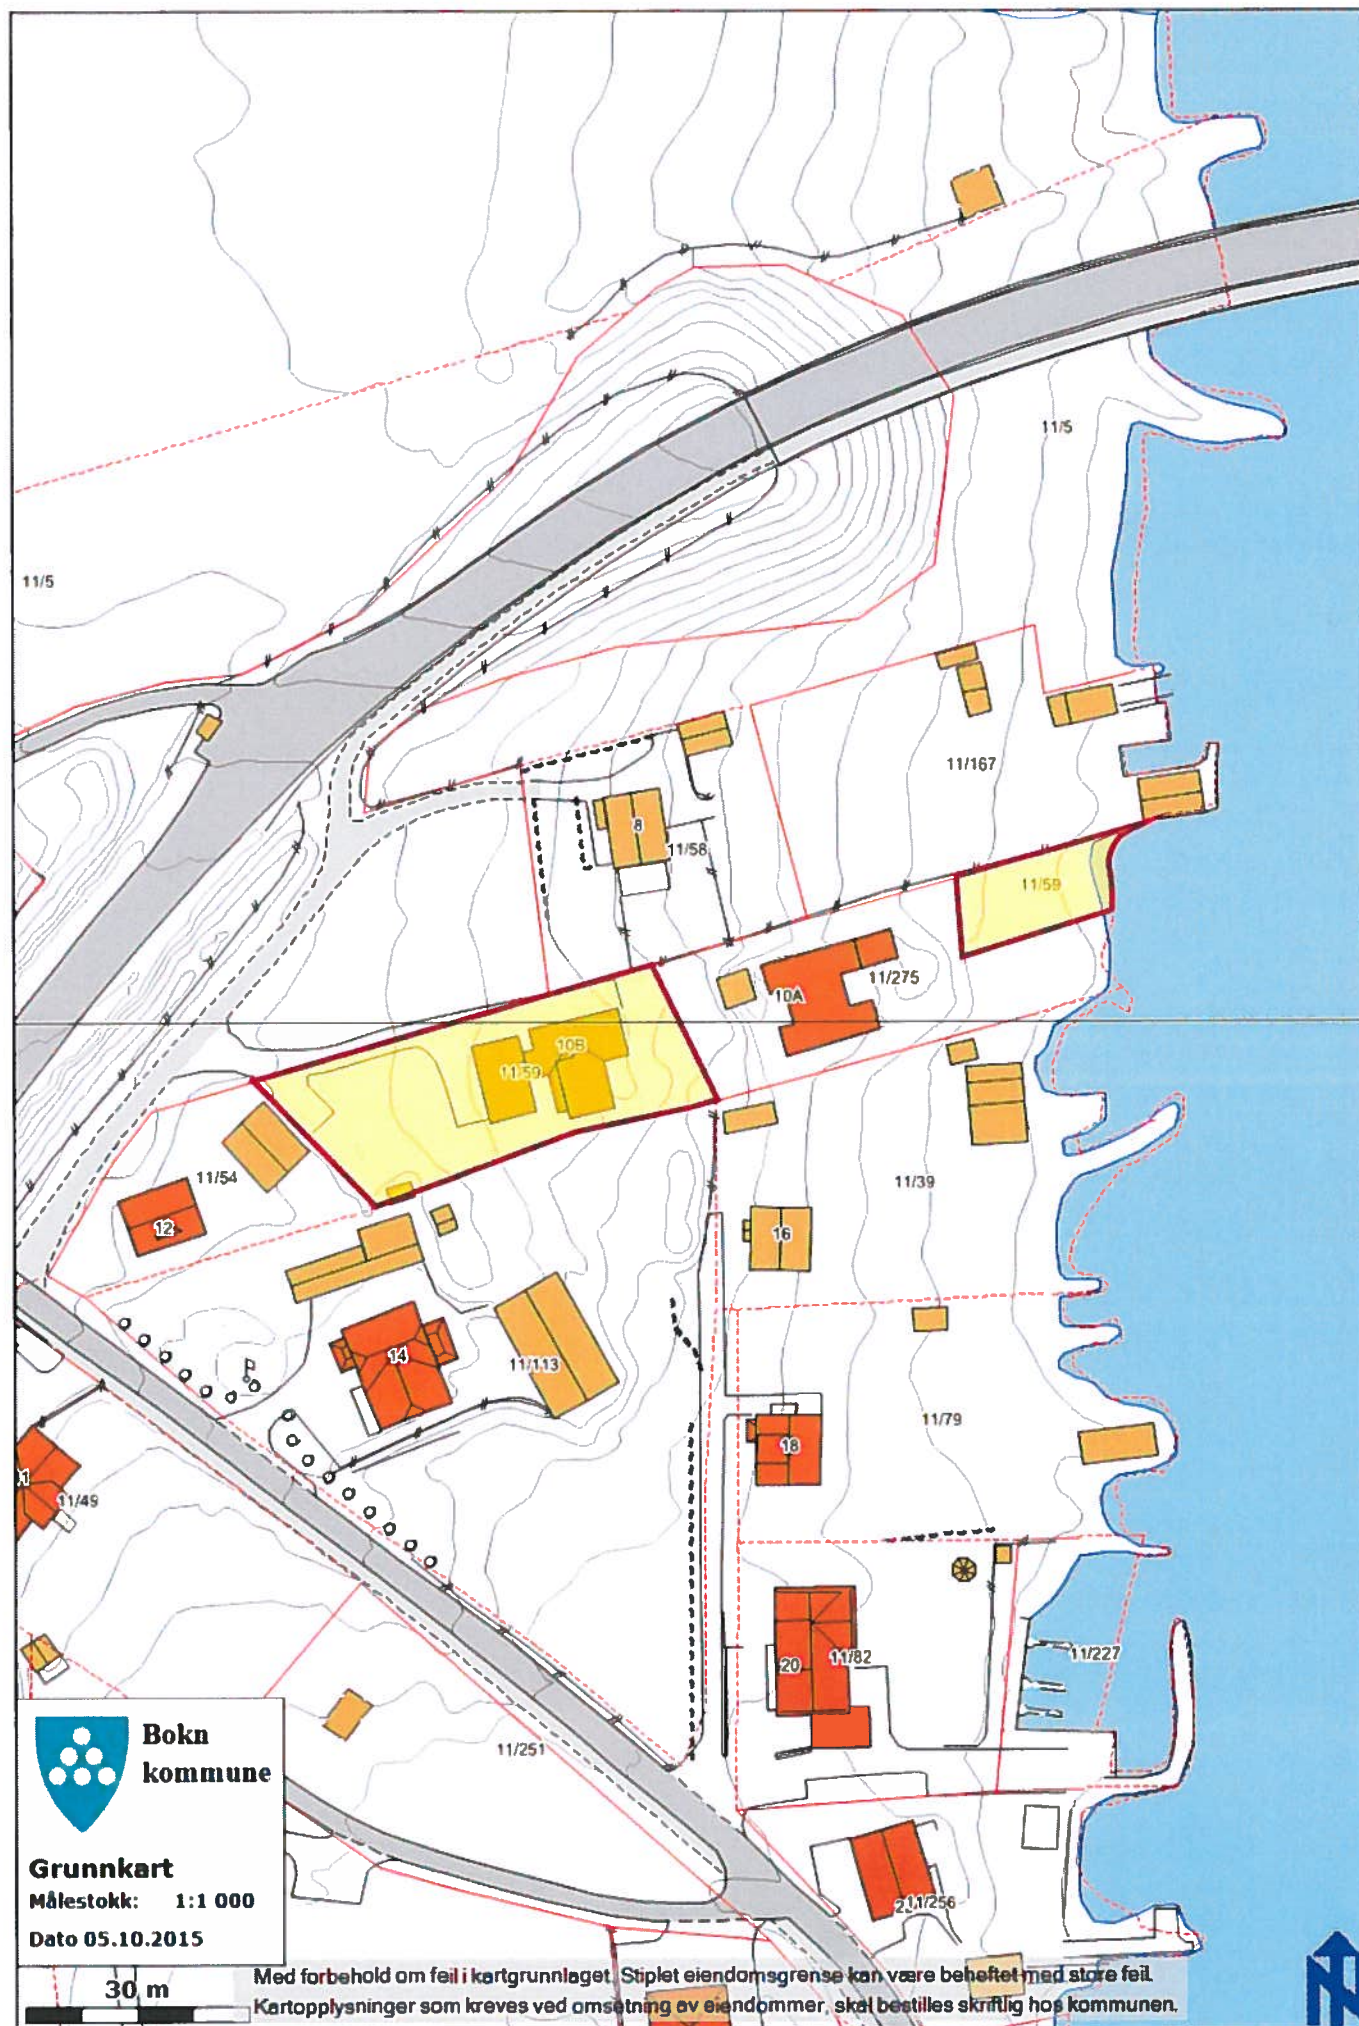 11/5
11/5
11/167
8
11/58
11/59
10A
11/275
10B
11/59
11/54
12
11/39
16
14
11/113
11/79
18
11/49
20
11/82
11/227
11/251
11/256
Bokn
kommune
Grunnkart
Målestokk: 1:1 000
Dato 05.10.2015
30 m
Med forbehold om feil i kartgrunnlaget. Stiplet eiendomsgrense kan være beheftet med store feil.
Kartopplysninger som kreves ved omsetning av eiendommer, skal bestilles skriftlig hos kommunen.
N